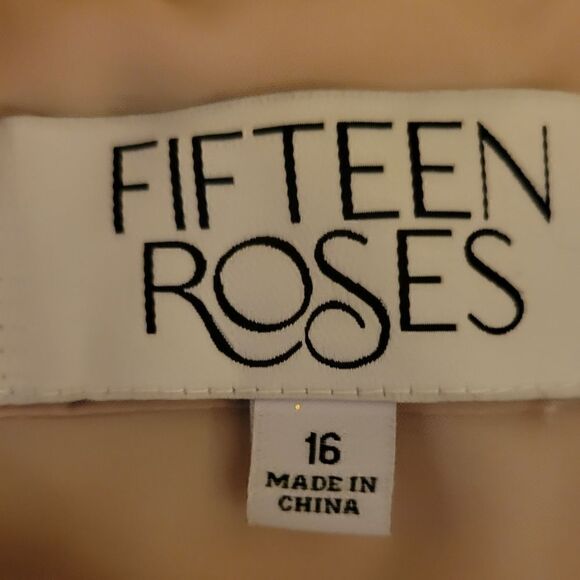 FIFTEEN
ROSES
16
MADE IN
CHINA